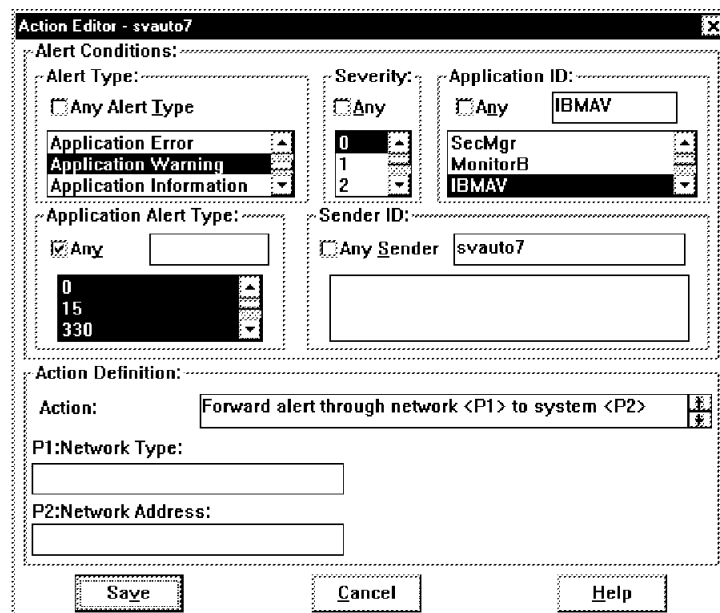 Action Editor - svauto7
Alert Conditions:
Alert Type:
Any Alert Type
Application Error
Application Warning
Application Information
Severity:
Any
0
1
2
Application ID:
Any
IBMAV
SecMgr
MonitorB
IBMAV
Application Alert Type:
Any
0
15
330
Sender ID:
Any Sender
svauto7
Action Definition:
Action:
Forward alert through network <P1> to system <P2>
P1:Network Type:
P2:Network Address:
Save
Cancel
Help